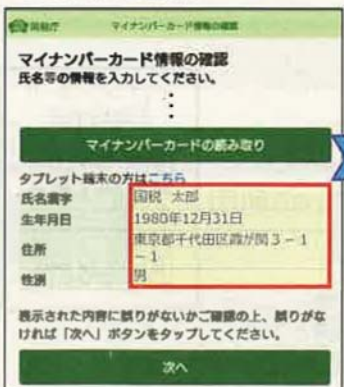 国税庁 マイナンバーカード情報の確認
マイナンバーカード情報の確認
氏名等の情報を入力してください。
マイナンバーカードの読み取り
タブレット端末の方はこちら
氏名漢字 国税 太郎
生年月日 1980年12月31日
住所 東京都千代田区霞が関3-1
-1
性別 男
表示された内容に誤りがないかご確認の上、誤りがな
ければ「次へ」ボタンをタップしてください。
次へ